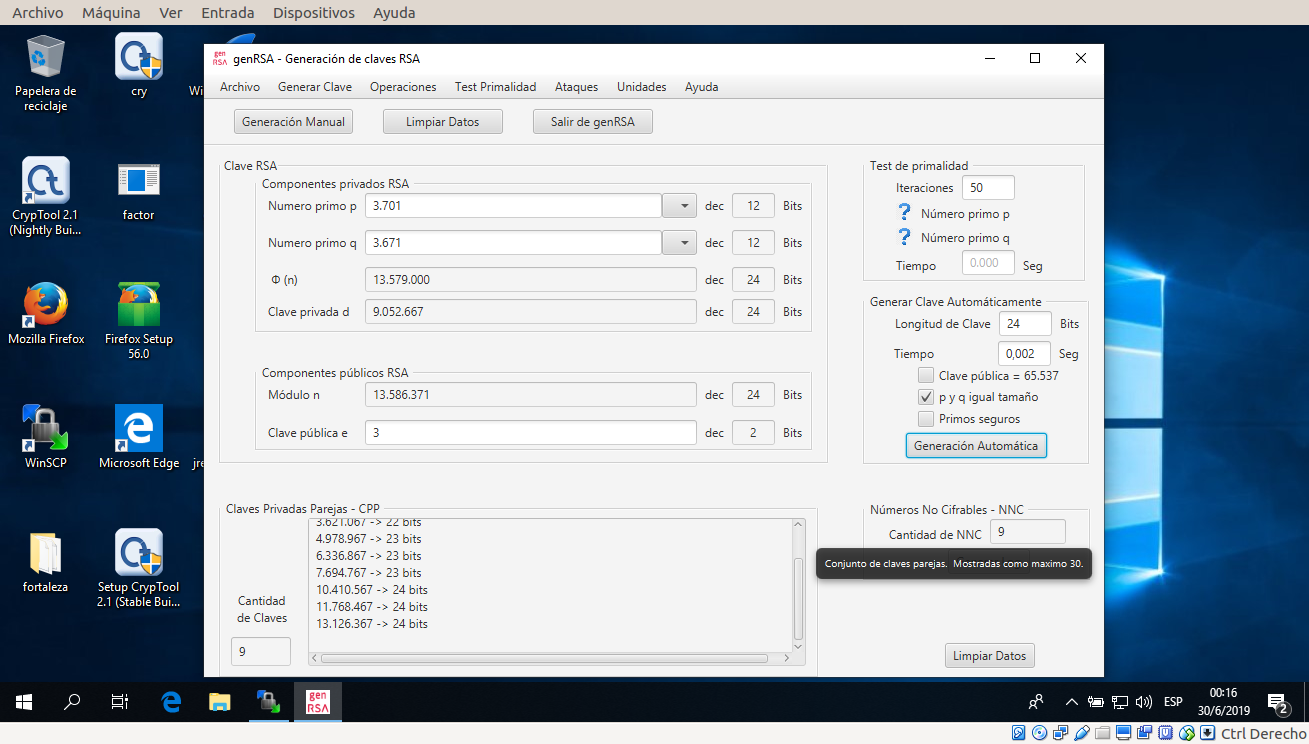 Archivo Máquina Ver Entrada Dispositivos Ayuda
Papelera de
reciclaje
cry
Wi
CrypTool 2.1
(Nightly Bui...
factor
Mozilla Firefox
Firefox Setup
56.0
WinSCP
Microsoft Edge
jre
fortaleza
Setup CrypTool
2.1 (Stable Bui...
gen
RSA
genRSA - Generación de claves RSA
Archivo Generar Clave Operaciones Test Primalidad Ataques Unidades Ayuda
Generación Manual Limpiar Datos Salir de genRSA
Clave RSA
Componentes privados RSA
Numero primo p 3.701 dec 12 Bits
Numero primo q 3.671 dec 12 Bits
Φ (n) 13.579.000 dec 24 Bits
Clave privada d 9.052.667 dec 24 Bits
Componentes públicos RSA
Módulo n 13.586.371 dec 24 Bits
Clave pública e 3 dec 2 Bits
Test de primalidad
Iteraciones 50
? Número primo p
? Número primo q
Tiempo 0.000 Seg
Generar Clave Automáticamente
Longitud de Clave 24 Bits
Tiempo 0,002 Seg
Clave pública = 65.537
p y q igual tamaño
Primos seguros
Generación Automática
Claves Privadas Parejas - CPP
3.621.067 -> 22 bits
4.978.967 -> 23 bits
6.336.867 -> 23 bits
7.694.767 -> 23 bits
10.410.567 -> 24 bits
11.768.467 -> 24 bits
13.126.367 -> 24 bits
Cantidad
de Claves
9
Números No Cifrables - NNC
Cantidad de NNC 9
Conjunto de claves parejas. Mostradas como maximo 30.
Limpiar Datos
gen
RSA
ESP
00:16
30/6/2019
2
Ctrl Derecho